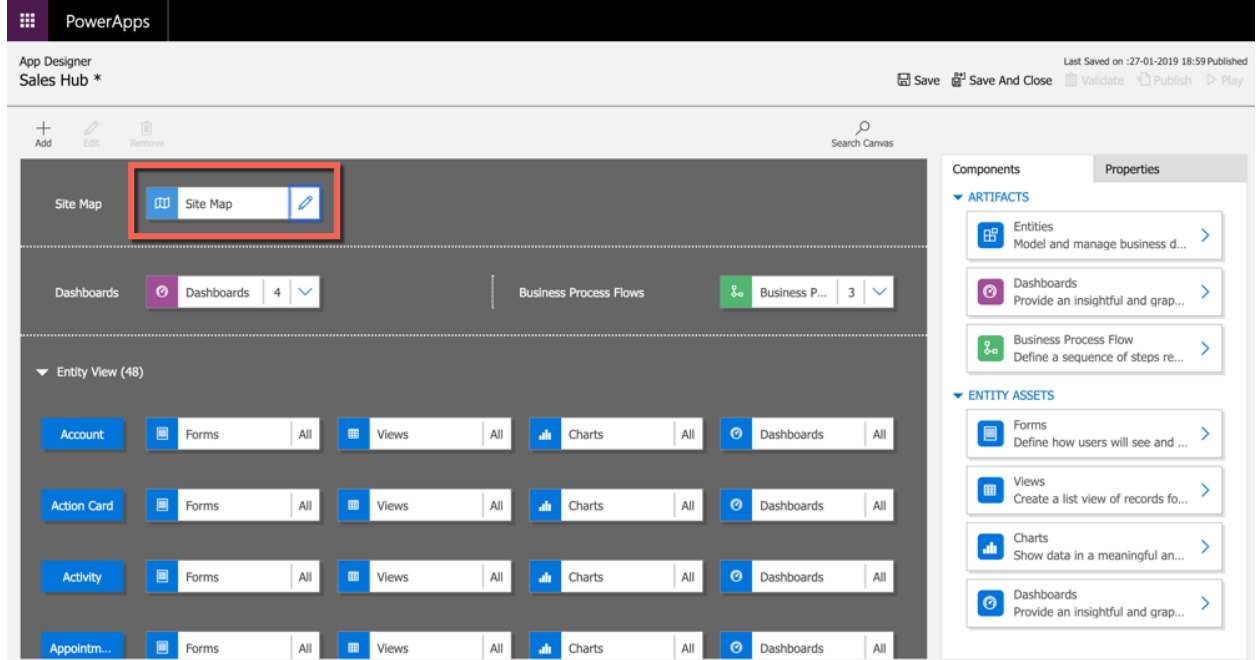 PowerApps
App Designer
Sales Hub *
Last Saved on :27-01-2019 18:59 Published
Save
Save And Close
Validate
Publish
Play
Add
Edit
Remove
Search Canvas
Site Map
Site Map
Dashboards
Dashboards 4
Business Process Flows
Business P... 3
Entity View (48)
Account Forms All Views All Charts All Dashboards All
Action Card Forms All Views All Charts All Dashboards All
Activity Forms All Views All Charts All Dashboards All
Appointm... Forms All Views All Charts All Dashboards All
Components
Properties
ARTIFACTS
Entities
Model and manage business d...
Dashboards
Provide an insightful and grap...
Business Process Flow
Define a sequence of steps re...
ENTITY ASSETS
Forms
Define how users will see and ...
Views
Create a list view of records fo...
Charts
Show data in a meaningful an...
Dashboards
Provide an insightful and grap...